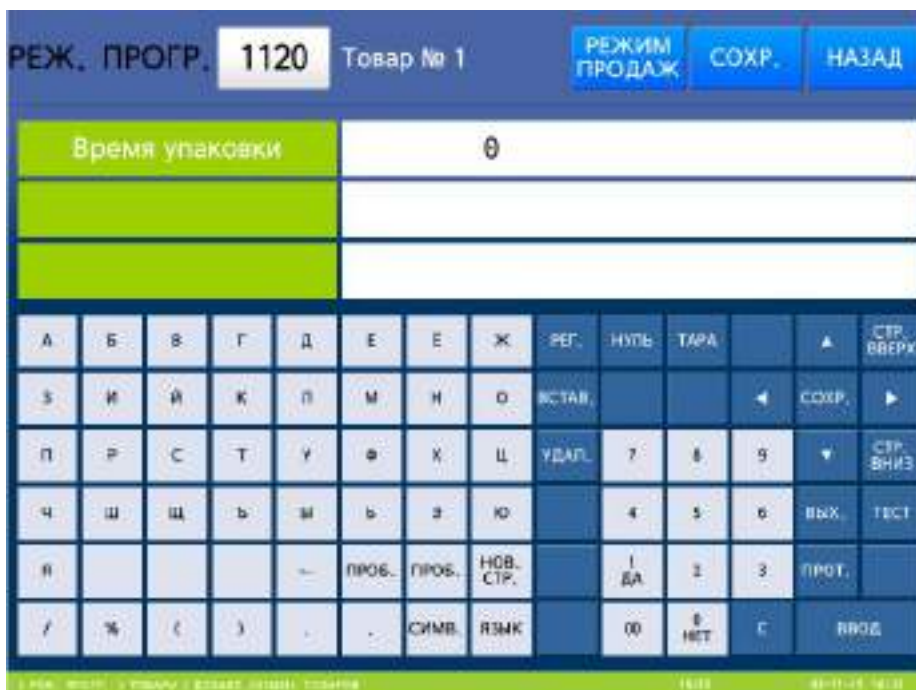 РЕЖ. ПРОГР. 1120 Товар № 1 РЕЖИМ ПРОДАЖ СОХР. НАЗАД
Время упаковки 0
А Б В Г Д Е Ё Ж РЕГ. НУЛЬ ТАРА ▲ СТР. ВВЕРХ
З И Й К Л М Н О ВСТАВ. ◀ СОХР. ▶
П Р С Т У Ф Х Ц УДАЛ. 7 8 9 ▼ СТР. ВНИЗ
Ч Ш Щ Ъ Ы Ь Э Ю 4 5 6 ВЫХ. ТЕСТ
Я ← ПРОБ. ПРОБ. НОВ. СТР. 1 ДА 2 3 ПРОТ.
/ % ( ) СИМВ. ЯЗЫК 00 0 НЕТ C ВВОД